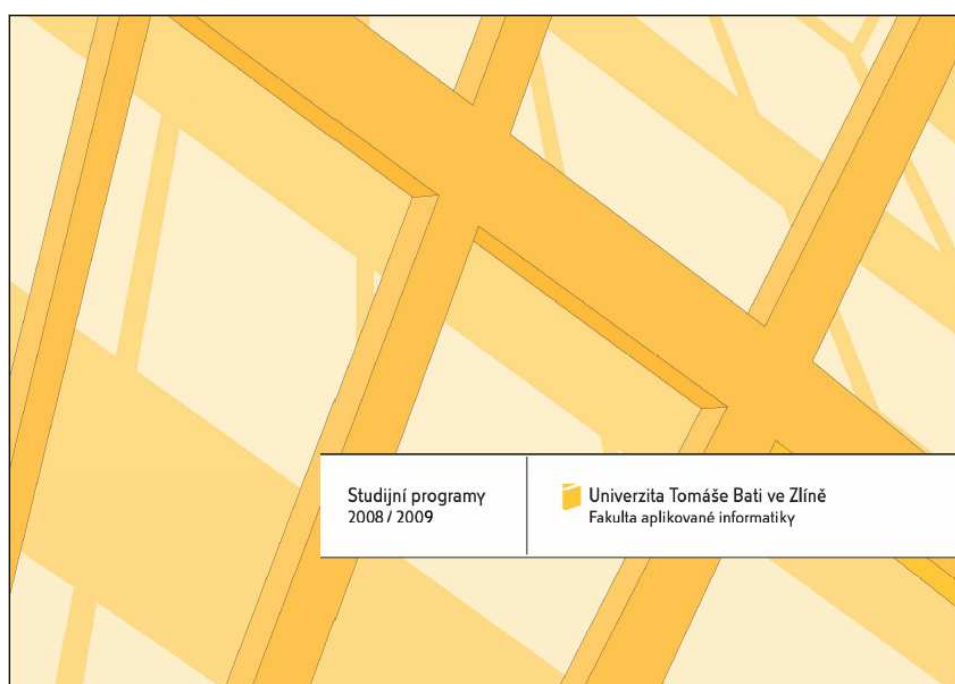 Studijní programy
2008 / 2009
Univerzita Tomáše Bati ve Zlíně
Fakulta aplikované informatiky